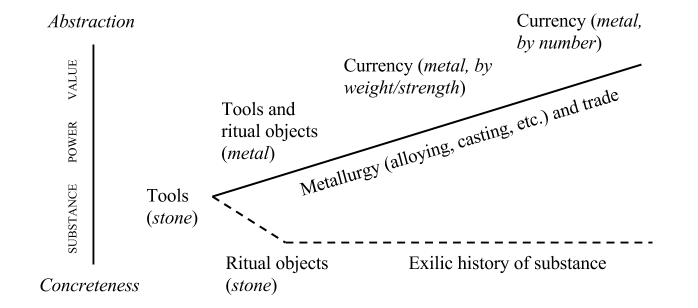 Abstraction
Currency (metal,
by number)
VALUE
Currency (metal, by
weight/strength)
Tools and
ritual objects
(metal)
POWER
Metallurgy (alloying, casting, etc.) and trade
SUBSTANCE
Tools
(stone)
Ritual objects
(stone)
Exilic history of substance
Concreteness